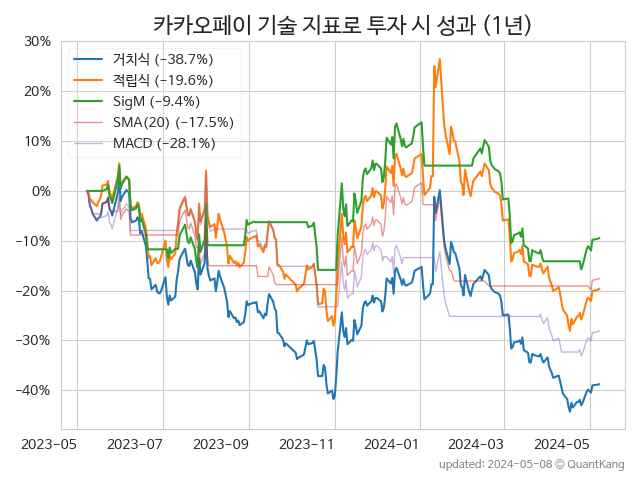 카카오페이 기술 지표로 투자 시 성과 (1년)
30%
20%
10%
0%
−10%
−20%
−30%
−40%
거치식 (−38.7%)
적립식 (−19.6%)
SigM (−9.4%)
SMA(20) (−17.5%)
MACD (−28.1%)
2023-05 2023-07 2023-09 2023-11 2024-01 2024-03 2024-05
updated: 2024-05-08 ⓒ QuantKang